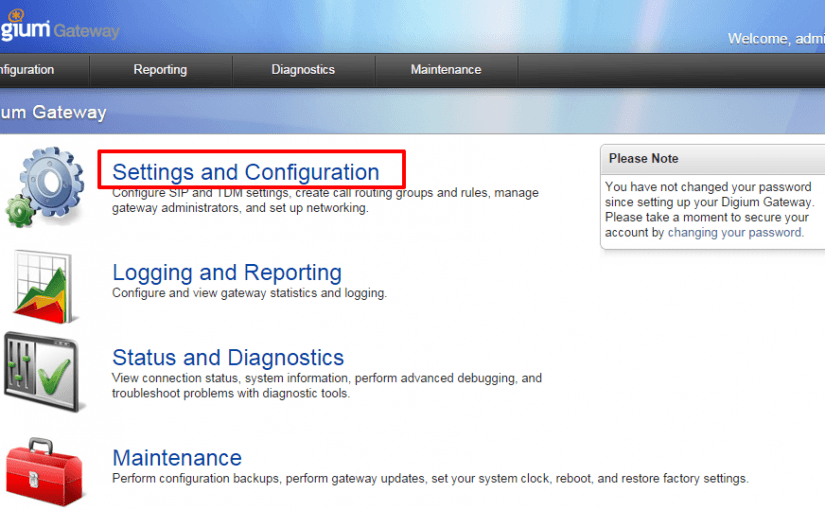 gium Gateway
Welcome, admi
nfiguration Reporting Diagnostics Maintenance
um Gateway
Settings and Configuration
Configure SIP and TDM settings, create call routing groups and rules, manage
gateway administrators, and set up networking.
Please Note
You have not changed your password
since setting up your Digium Gateway.
Please take a moment to secure your
account by changing your password.
Logging and Reporting
Configure and view gateway statistics and logging.
Status and Diagnostics
View connection status, system information, perform advanced debugging, and
troubleshoot problems with diagnostic tools.
Maintenance
Perform configuration backups, perform gateway updates, set your system clock, reboot, and restore factory settings.